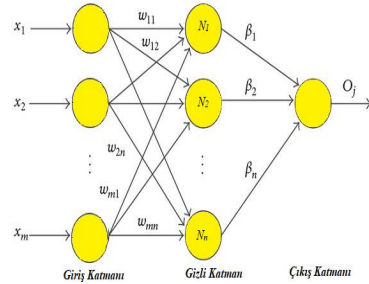 x₁ w₁₁ N₁ β₁
w₁₂
x₂ N₂ β₂ Oⱼ
w₂ₙ
⋮ ⋮
wₘ₁ βₙ
xₘ wₘₙ Nₙ
Giriş Katmanı Gizli Katman Çıkış Katmanı